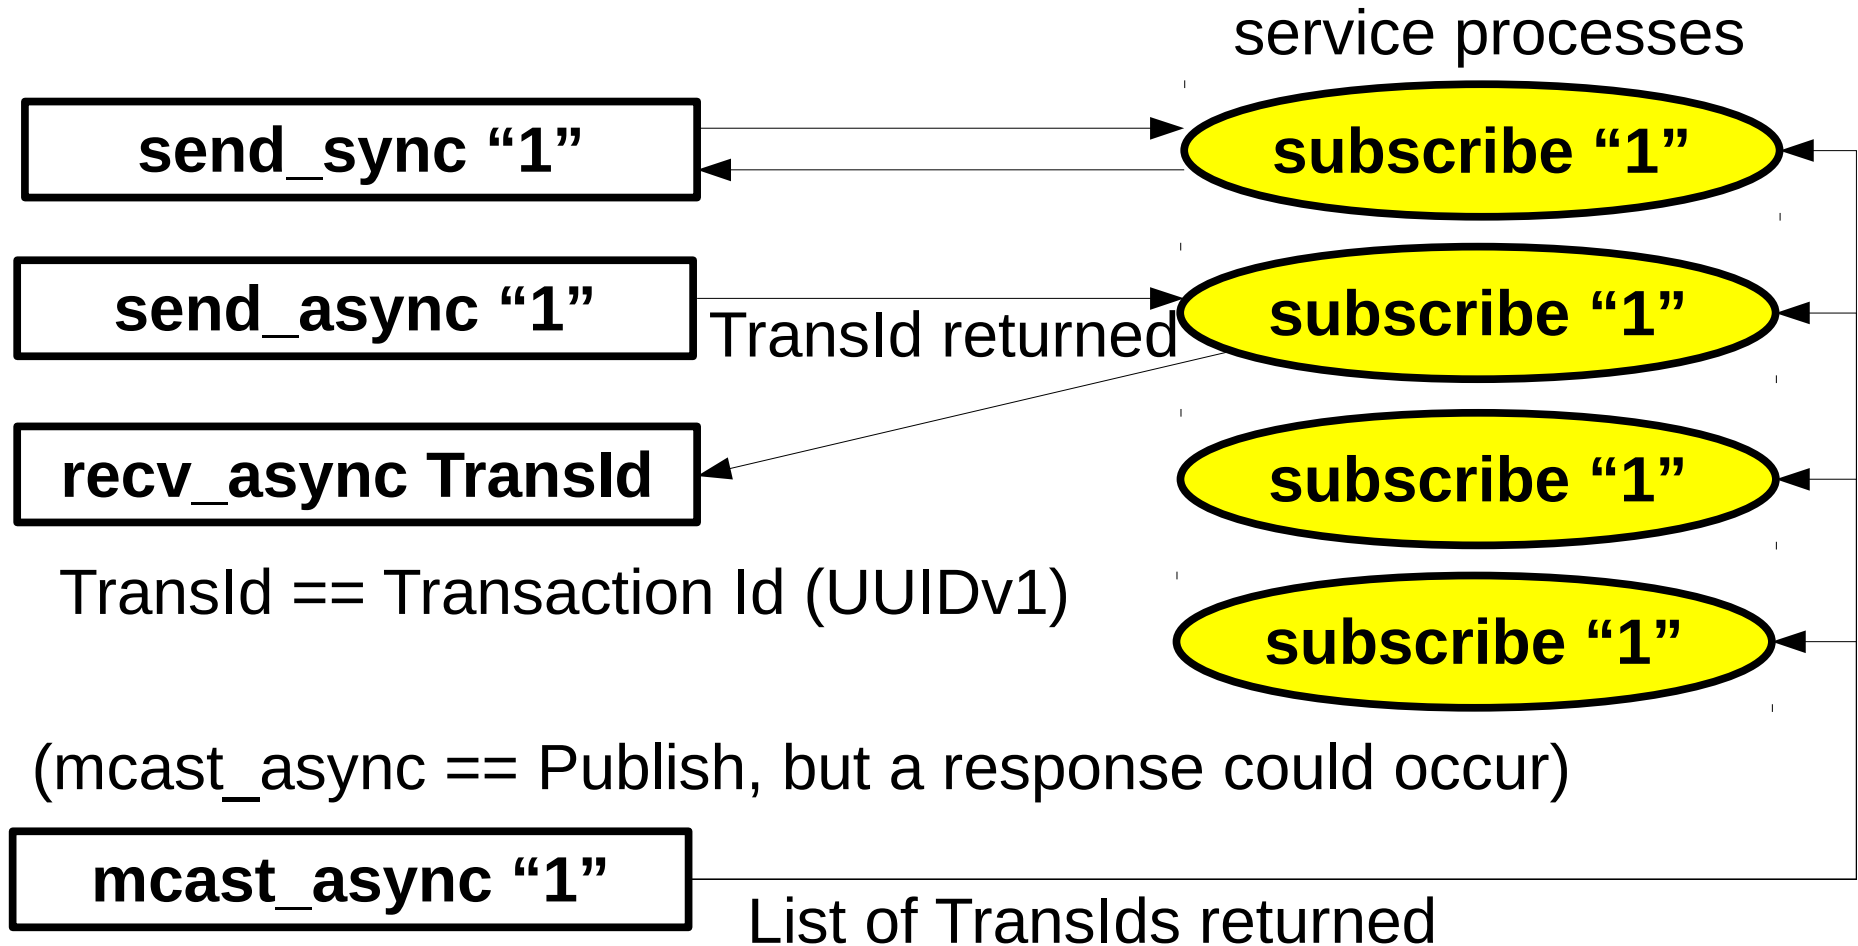 service processes
send_sync “1”
subscribe “1”
send_async “1”
TransId returned
subscribe “1”
recv_async TransId
subscribe “1”
TransId == Transaction Id (UUIDv1)
subscribe “1”
(mcast_async == Publish, but a response could occur)
mcast_async “1”
List of TransIds returned